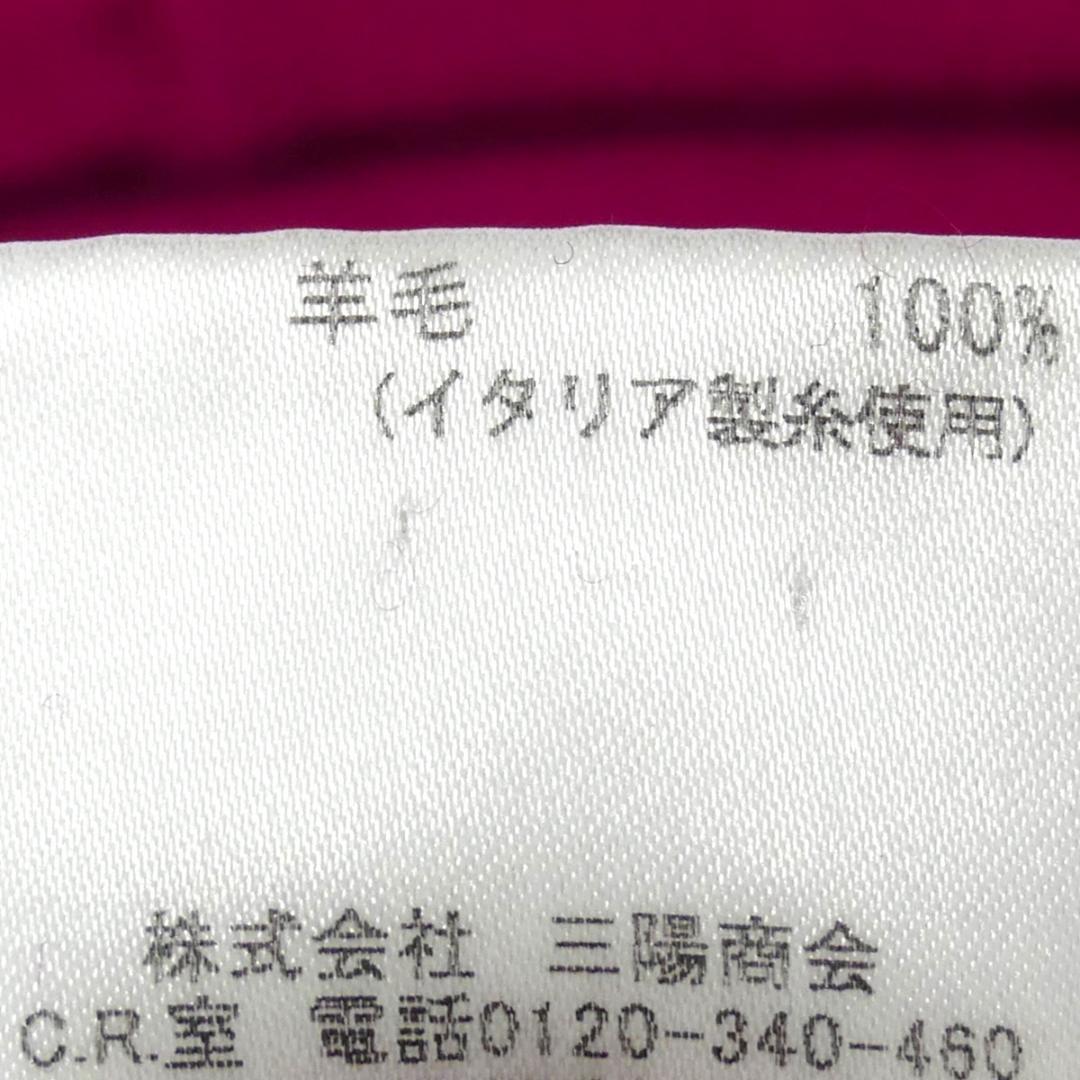 羊毛 100%
(イタリア製糸使用)
株式会社 三陽商会
C.R.室 電話0120-340-460